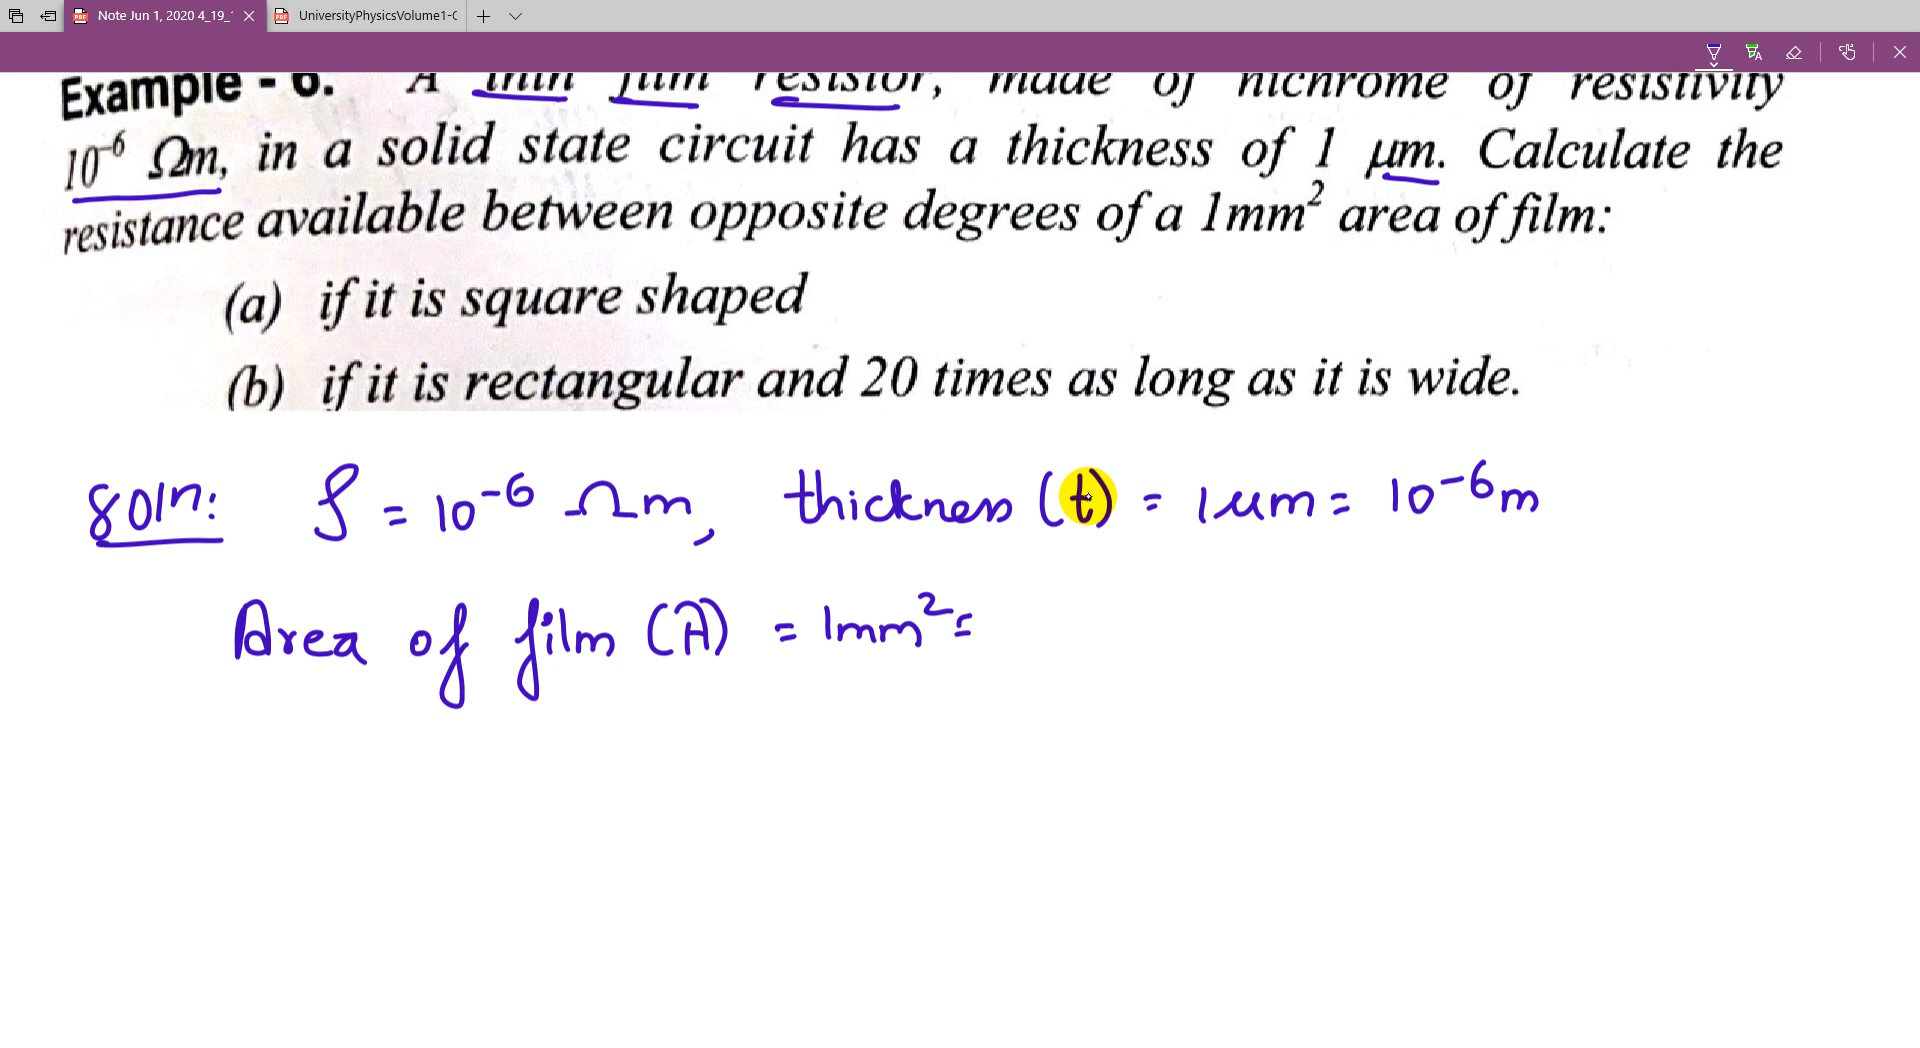 Note Jun 1, 2020 4_19_
UniversityPhysicsVolume1-
Example - 6. A thin film resistor, made of nichrome of resistivity
10⁻⁶ Ωm, in a solid state circuit has a thickness of 1 μm. Calculate the
resistance available between opposite degrees of a 1mm² area of film:
(a) if it is square shaped
(b) if it is rectangular and 20 times as long as it is wide.
Soln: ρ = 10⁻⁶ Ωm, thickness (t) = 1μm = 10⁻⁶m
Area of film (A) = 1mm² =